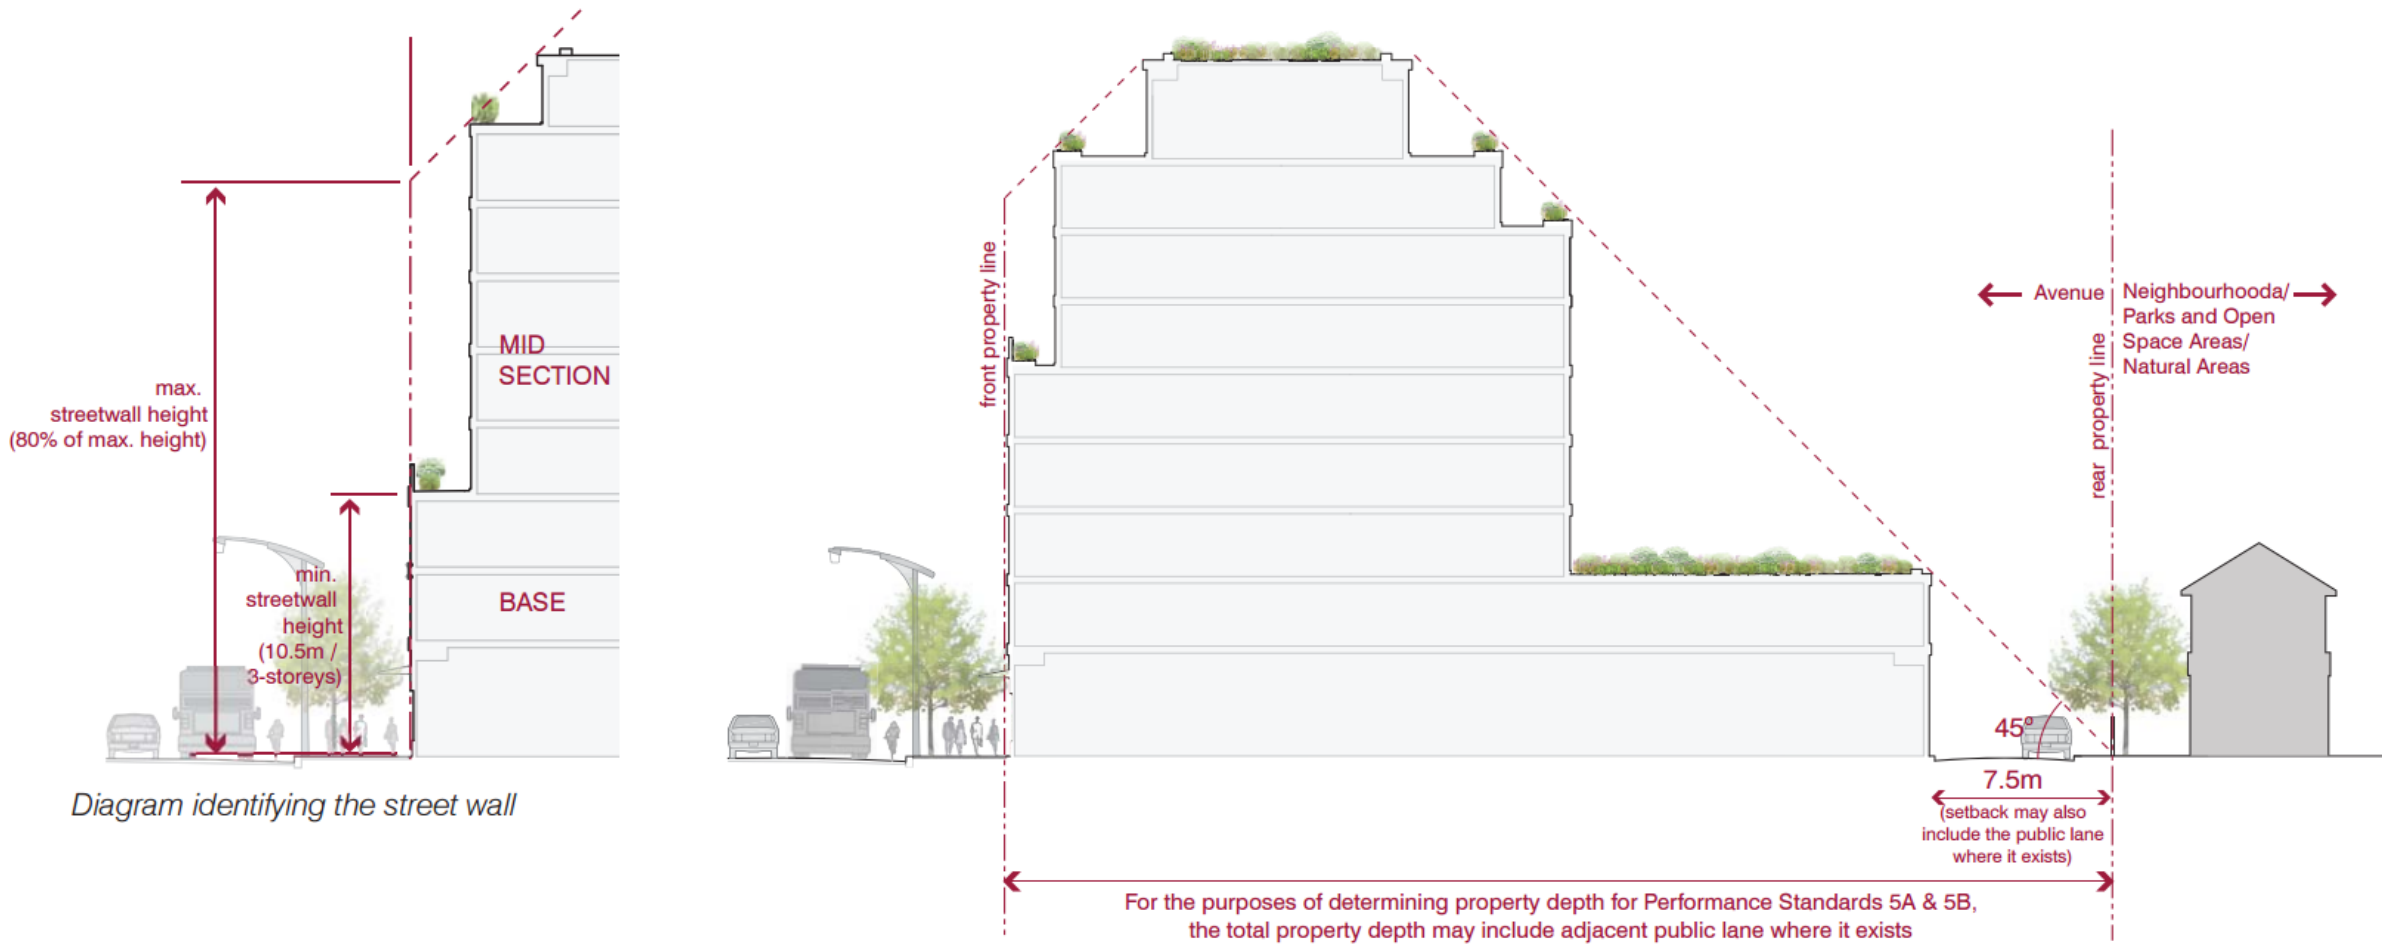 max.
streetwall height
(80% of max. height)
min.
streetwall
height
(10.5m /
3-storeys)
MID
SECTION
BASE
Diagram identifying the street wall
front property line
Avenue
Neighbourhooda/
Parks and Open
Space Areas/
Natural Areas
rear property line
45°
7.5m
(setback may also
include the public lane
where it exists)
For the purposes of determining property depth for Performance Standards 5A & 5B,
the total property depth may include adjacent public lane where it exists